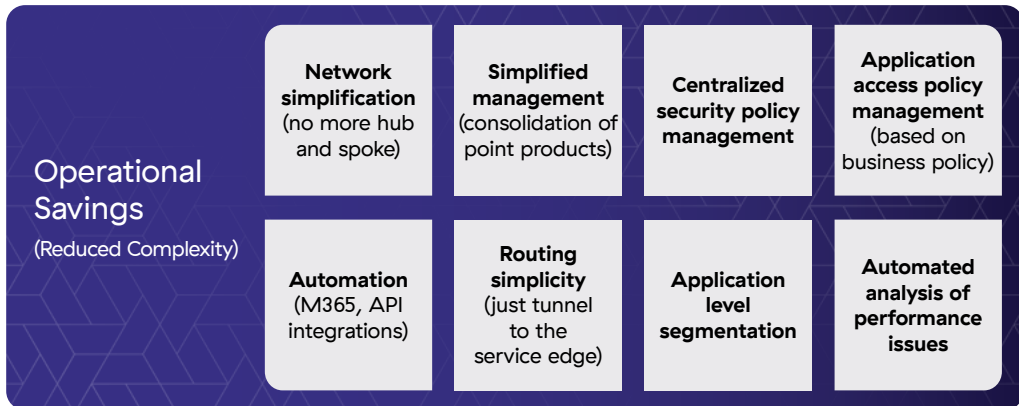 Operational
Savings
(Reduced Complexity)
Network
simplification
(no more hub
and spoke)
Simplified
management
(consolidation of
point products)
Centralized
security policy
management
Application
access policy
management
(based on
business policy)
Automation
(M365, API
integrations)
Routing
simplicity
(just tunnel
to the
service edge)
Application
level
segmentation
Automated
analysis of
performance
issues